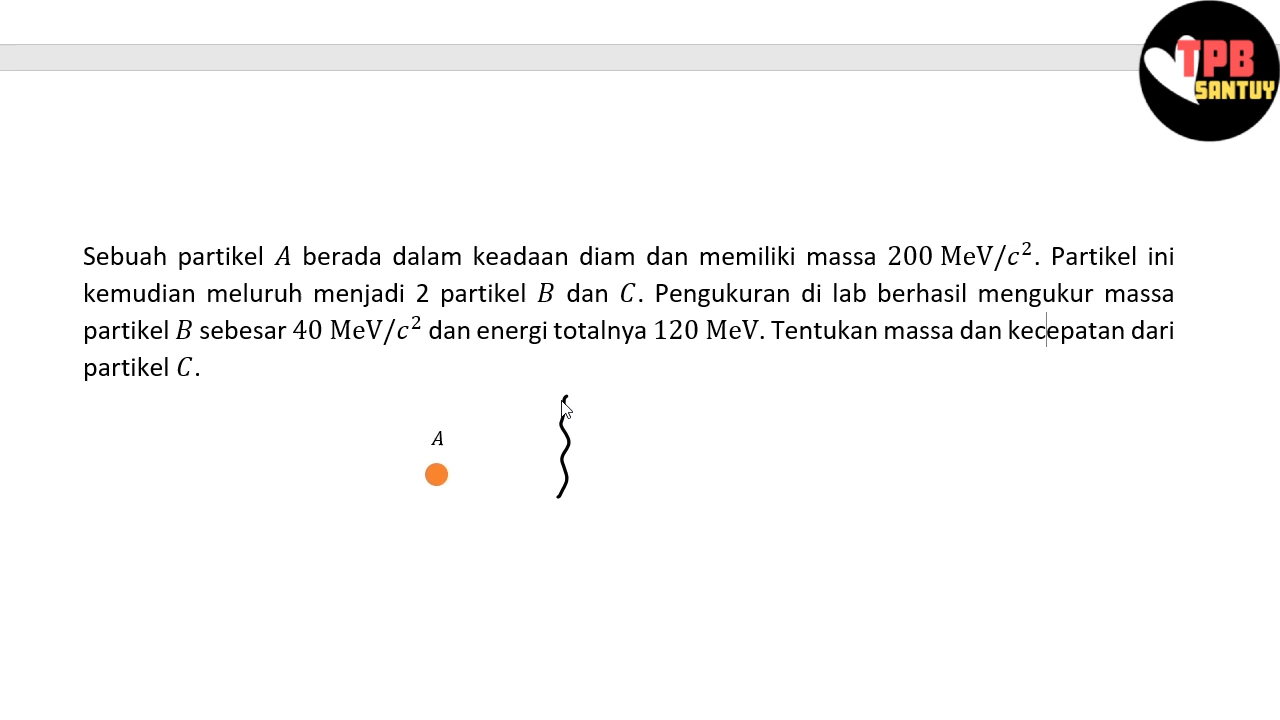 TPB
SANTUY
Sebuah partikel A berada dalam keadaan diam dan memiliki massa 200 MeV/c². Partikel ini
kemudian meluruh menjadi 2 partikel B dan C. Pengukuran di lab berhasil mengukur massa
partikel B sebesar 40 MeV/c² dan energi totalnya 120 MeV. Tentukan massa dan kecepatan dari
partikel C.
A